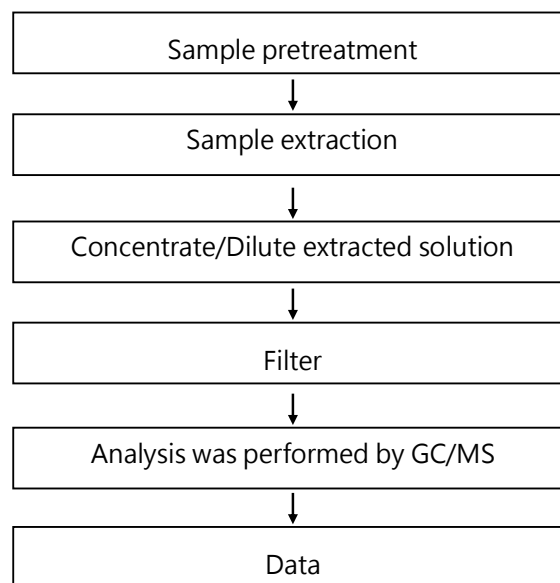 Sample pretreatment
Sample extraction
Concentrate/Dilute extracted solution
Filter
Analysis was performed by GC/MS
Data